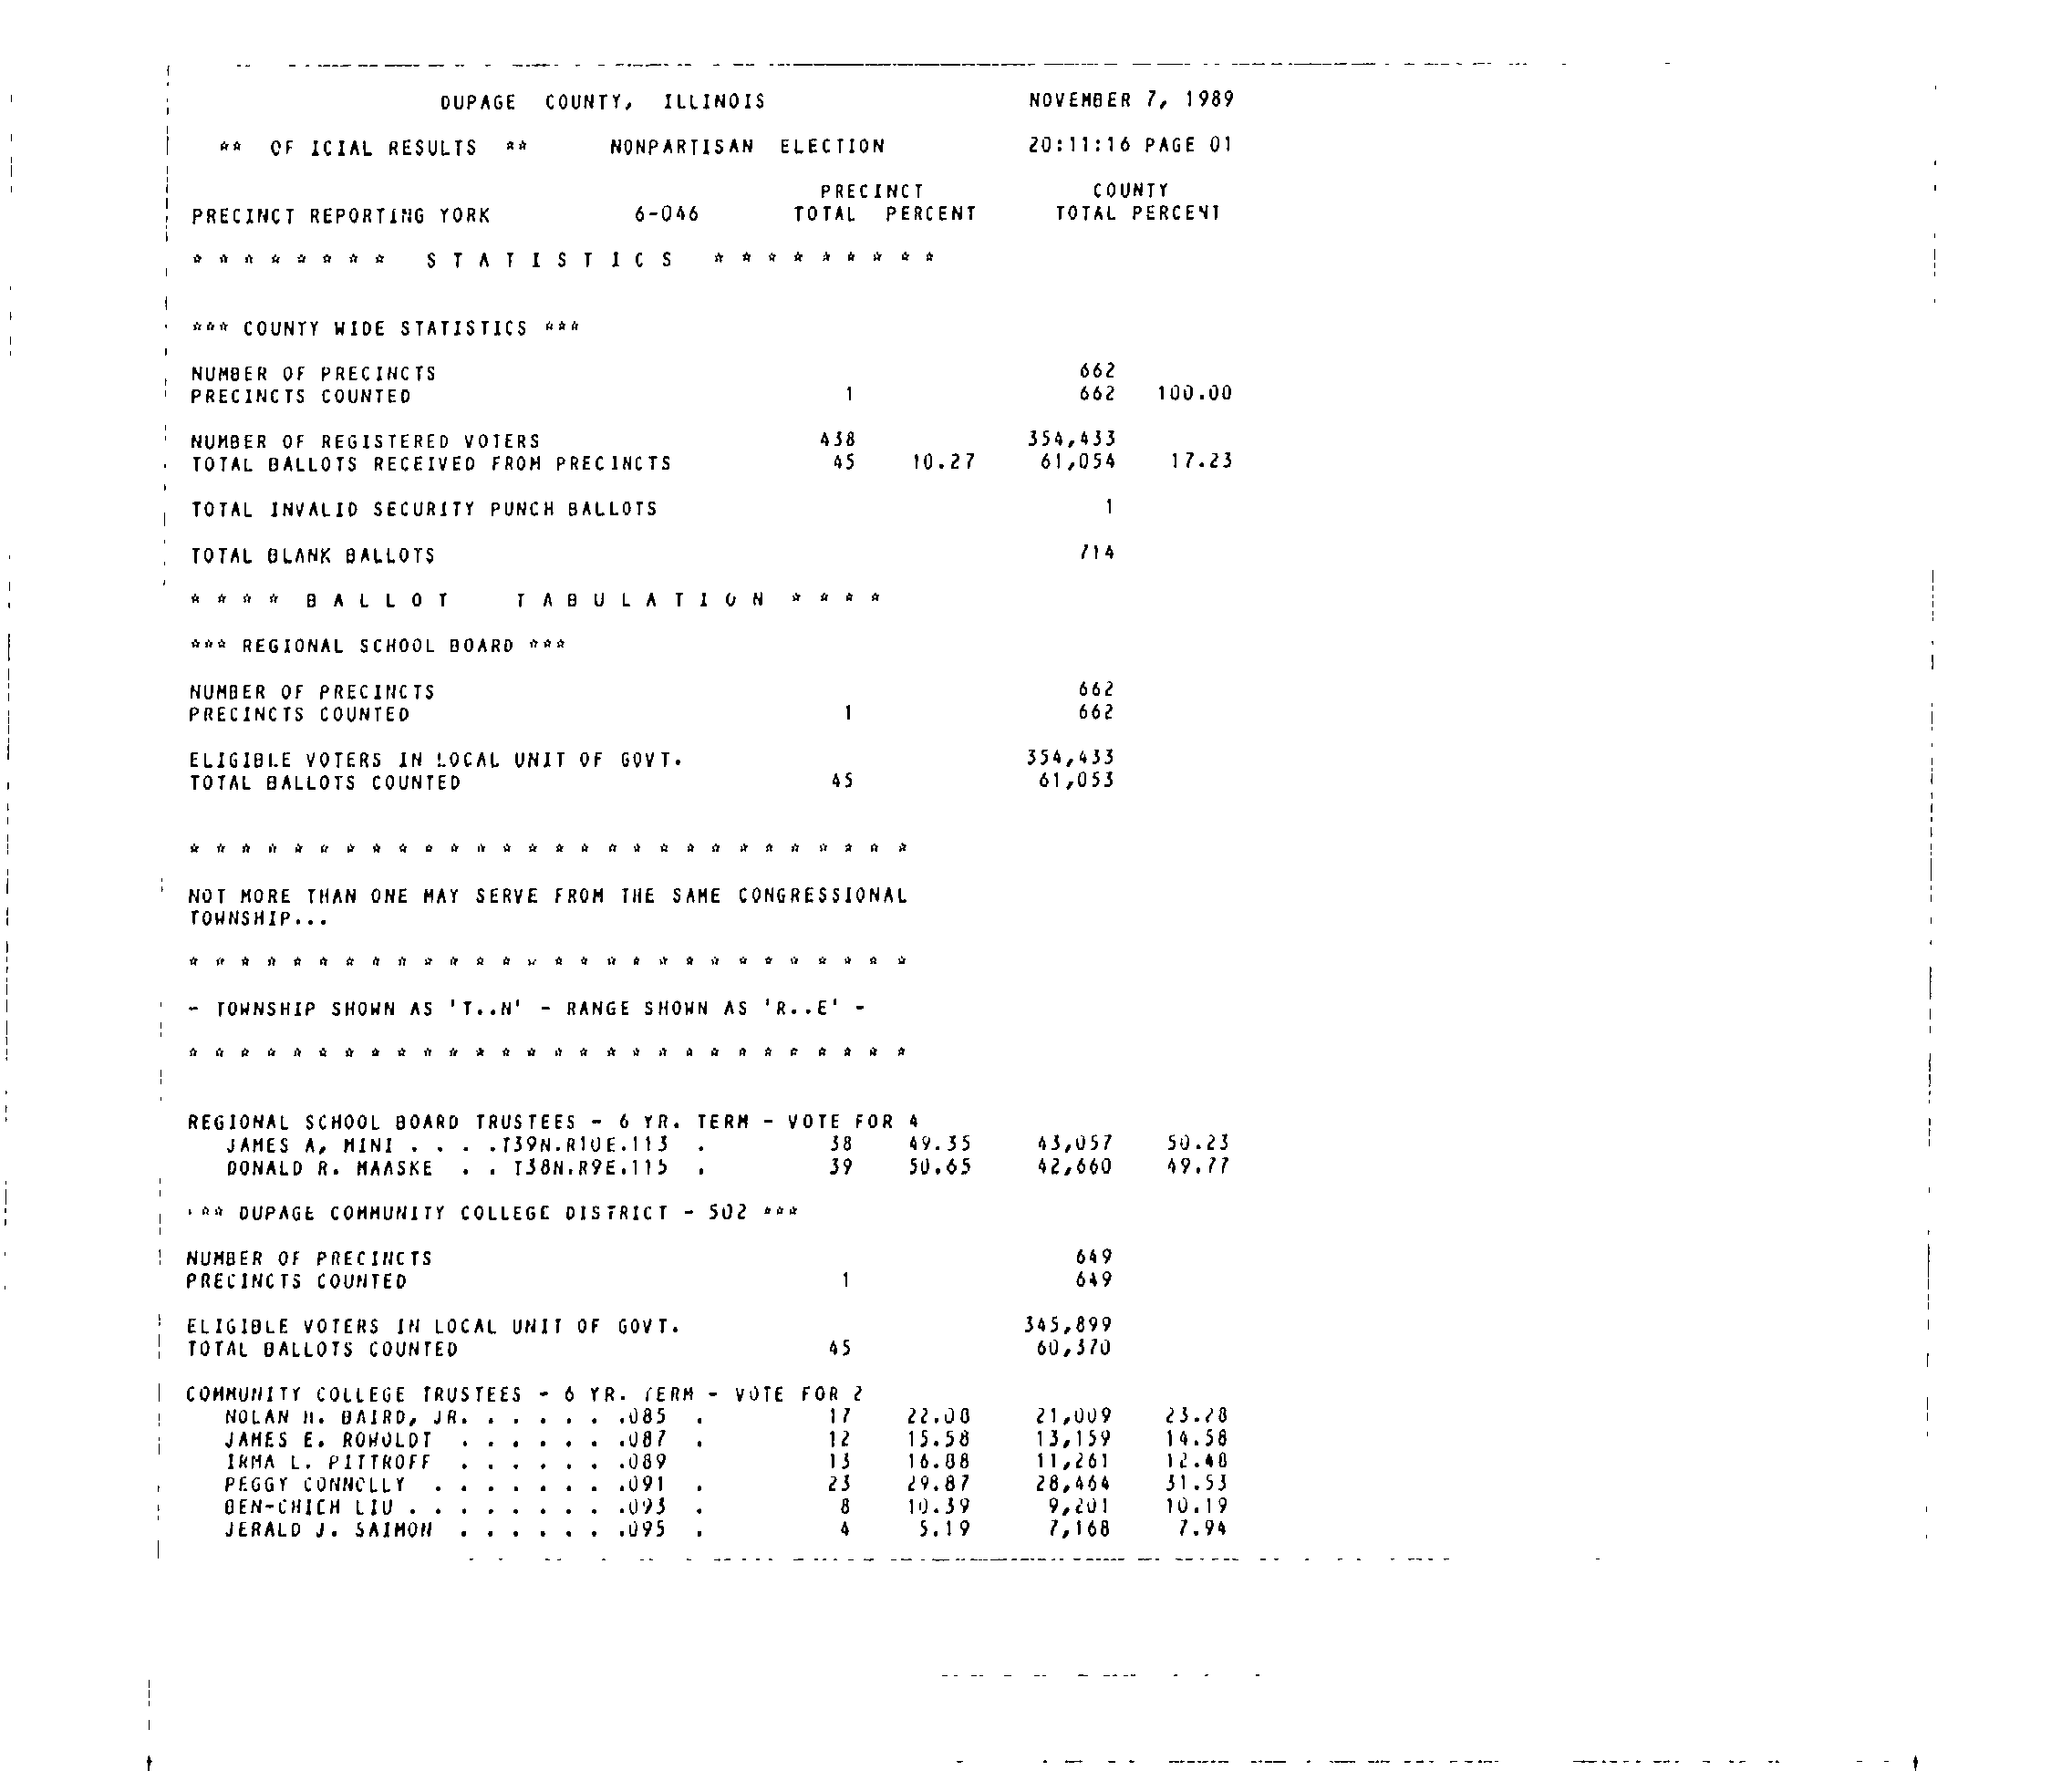 DUPAGE COUNTY, ILLINOIS NOVEMBER 7, 1989
** OF ICIAL RESULTS ** NONPARTISAN ELECTION 20:11:16 PAGE 01
PRECINCT COUNTY
PRECINCT REPORTING YORK 6-046 TOTAL PERCENT TOTAL PERCENT
* * * * * * * * S T A T I S T I C S * * * * * * * * *
*** COUNTY WIDE STATISTICS ***
NUMBER OF PRECINCTS 662
PRECINCTS COUNTED 1 662 100.00
NUMBER OF REGISTERED VOTERS 438 354,433
TOTAL BALLOTS RECEIVED FROM PRECINCTS 45 10.27 61,054 17.23
TOTAL INVALID SECURITY PUNCH BALLOTS 1
TOTAL BLANK BALLOTS 714
* * * * B A L L O T T A B U L A T I O N * * * *
*** REGIONAL SCHOOL BOARD ***
NUMBER OF PRECINCTS 662
PRECINCTS COUNTED 1 662
ELIGIBLE VOTERS IN LOCAL UNIT OF GOVT. 354,433
TOTAL BALLOTS COUNTED 45 61,053
* * * * * * * * * * * * * * * * * * * * * * * * * * * *
NOT MORE THAN ONE MAY SERVE FROM THE SAME CONGRESSIONAL
TOWNSHIP...
* * * * * * * * * * * * * * * * * * * * * * * * * * * *
- TOWNSHIP SHOWN AS 'T..N' - RANGE SHOWN AS 'R..E' -
* * * * * * * * * * * * * * * * * * * * * * * * * * * *
REGIONAL SCHOOL BOARD TRUSTEES - 6 YR. TERM - VOTE FOR 4
JAMES A, MINI . . . .T39N.R10E.113 . 38 49.35 43,057 50.23
DONALD R. MAASKE . . T38N.R9E.115 . 39 50.65 42,660 49.77
*** DUPAGE COMMUNITY COLLEGE DISTRICT - 502 ***
NUMBER OF PRECINCTS 649
PRECINCTS COUNTED 1 649
ELIGIBLE VOTERS IN LOCAL UNIT OF GOVT. 345,899
TOTAL BALLOTS COUNTED 45 60,370
COMMUNITY COLLEGE TRUSTEES - 6 YR. TERM - VOTE FOR 2
NOLAN H. BAIRD, JR. . . . . . .085 . 17 22.08 21,009 23.28
JAMES E. ROWOLDT . . . . . . .087 . 12 15.58 13,159 14.58
IRMA L. PITTROFF . . . . . . .089 13 16.88 11,261 12.48
PEGGY CONNOLLY . . . . . . . .091 . 23 29.87 28,464 31.53
BEN-CHICH LIU . . . . . . . . .093 . 8 10.39 9,201 10.19
JERALD J. SAIMON . . . . . . .095 . 4 5.19 7,168 7.94